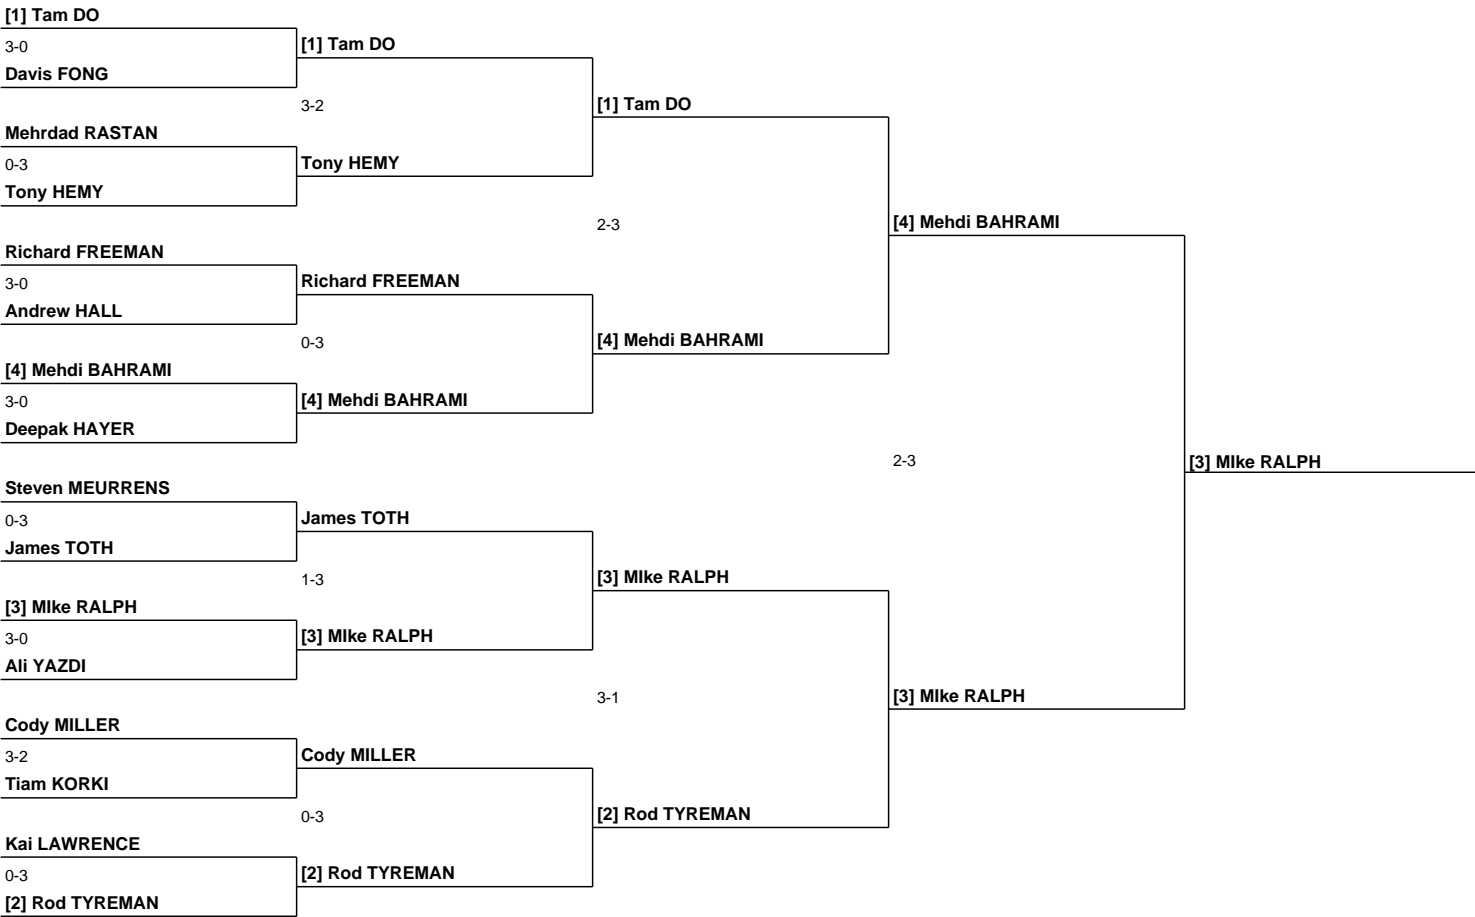 [1] Tam DO
3-0
Davis FONG
Mehrdad RASTAN
0-3
Tony HEMY
Richard FREEMAN
3-0
Andrew HALL
[4] Mehdi BAHRAMI
3-0
Deepak HAYER
Steven MEURRENS
0-3
James TOTH
[3] MIke RALPH
3-0
Ali YAZDI
Cody MILLER
3-2
Tiam KORKI
Kai LAWRENCE
0-3
[2] Rod TYREMAN
[1] Tam DO
3-2
Tony HEMY
Richard FREEMAN
0-3
[4] Mehdi BAHRAMI
James TOTH
1-3
[3] MIke RALPH
Cody MILLER
0-3
[2] Rod TYREMAN
[1] Tam DO
2-3
[4] Mehdi BAHRAMI
[3] MIke RALPH
3-1
[2] Rod TYREMAN
[4] Mehdi BAHRAMI
2-3
[3] MIke RALPH
[3] MIke RALPH